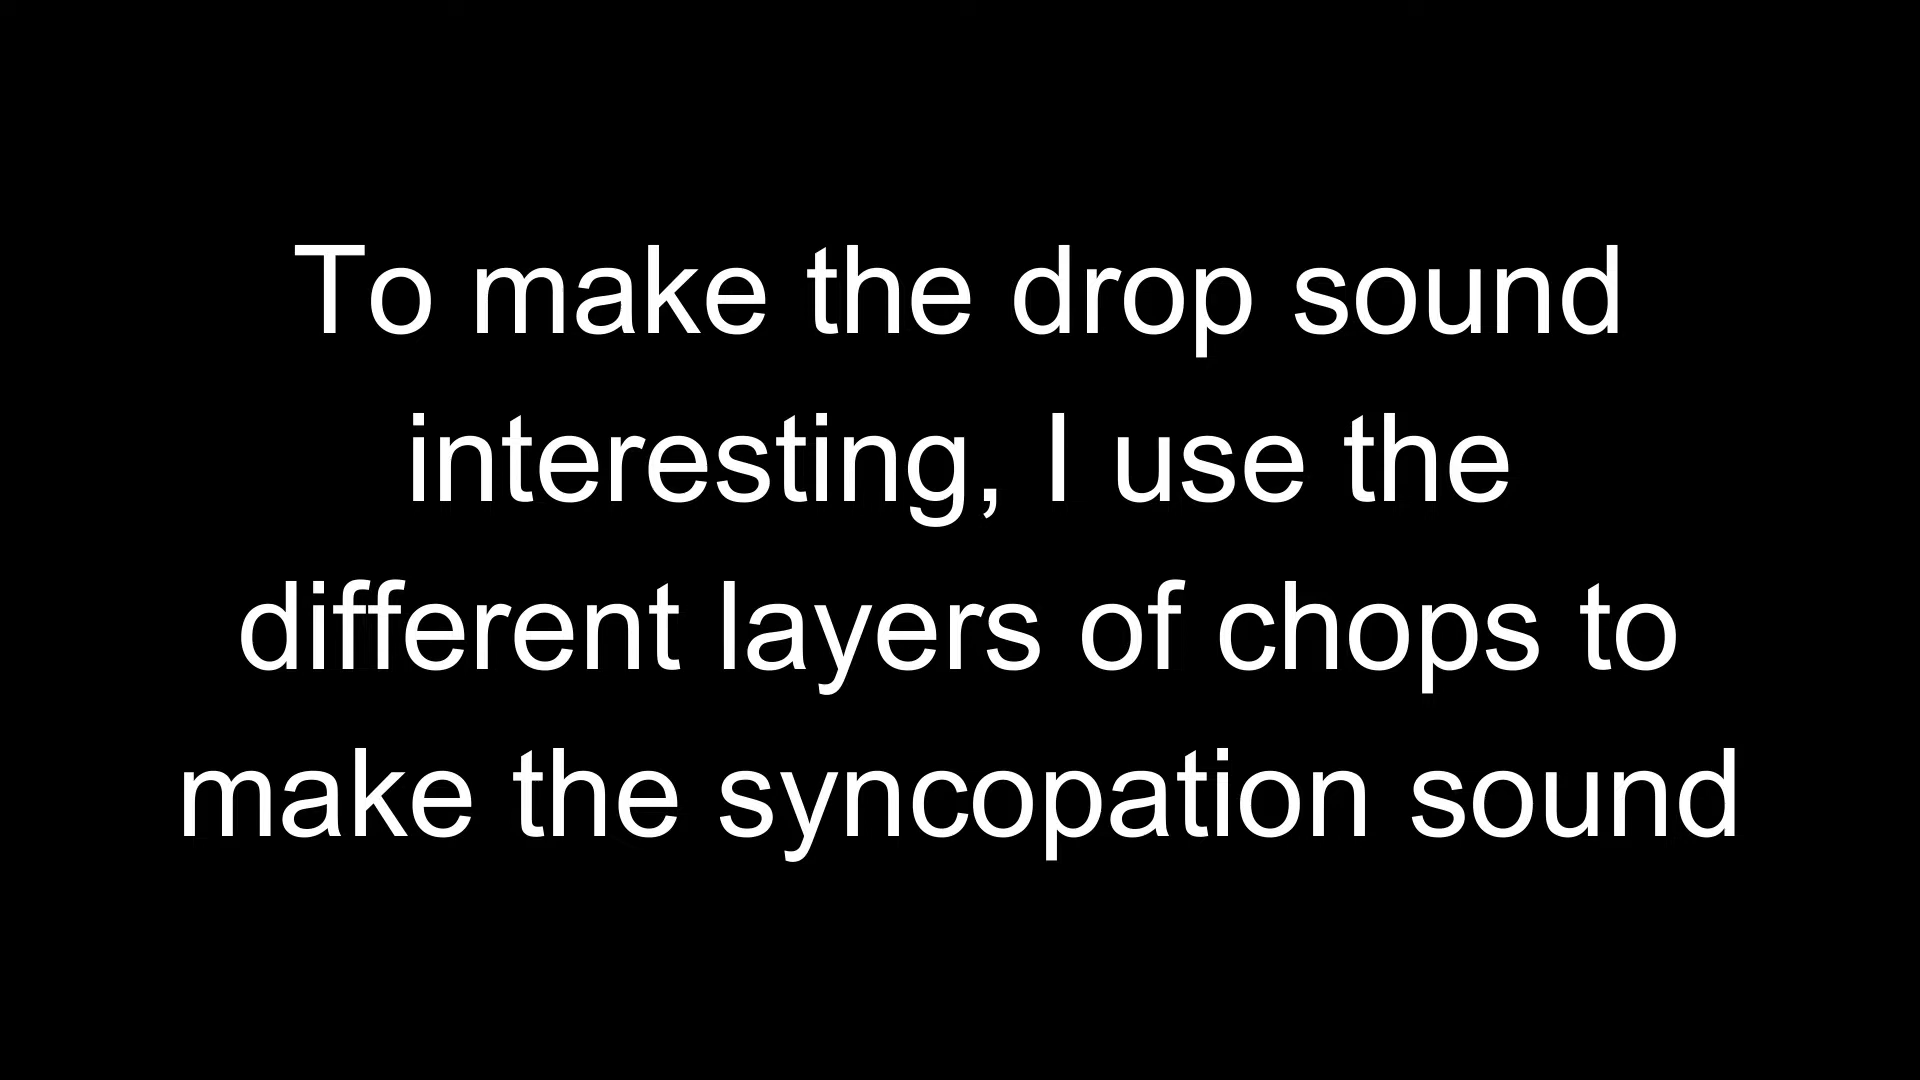 To make the drop sound
interesting, I use the
different layers of chops to
make the syncopation sound